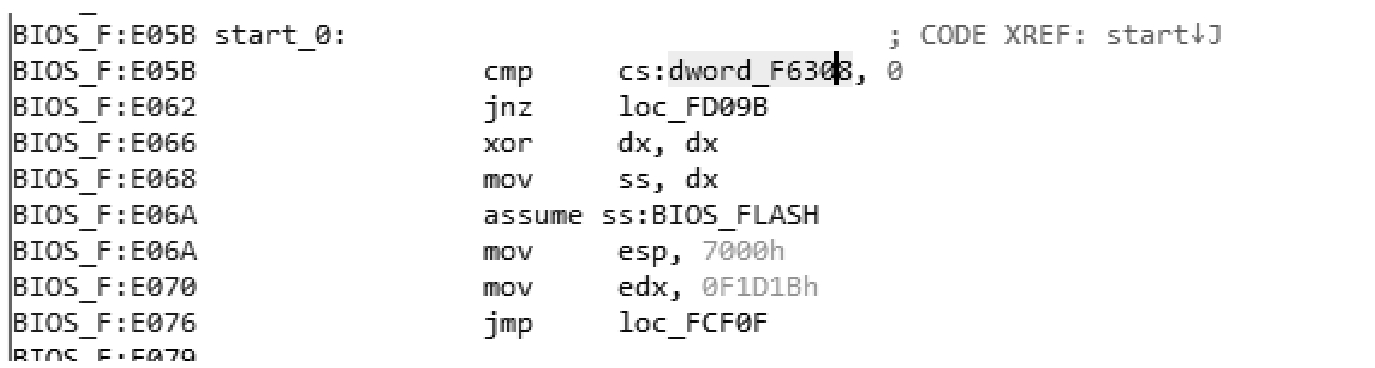 BIOS_F:E05B start_0: ; CODE XREF: start↓J
BIOS_F:E05B cmp cs:dword_F6308, 0
BIOS_F:E062 jnz loc_FD09B
BIOS_F:E066 xor dx, dx
BIOS_F:E068 mov ss, dx
BIOS_F:E06A assume ss:BIOS_FLASH
BIOS_F:E06A mov esp, 7000h
BIOS_F:E070 mov edx, 0F1D1Bh
BIOS_F:E076 jmp loc_FCF0F
BIOS_F:E079